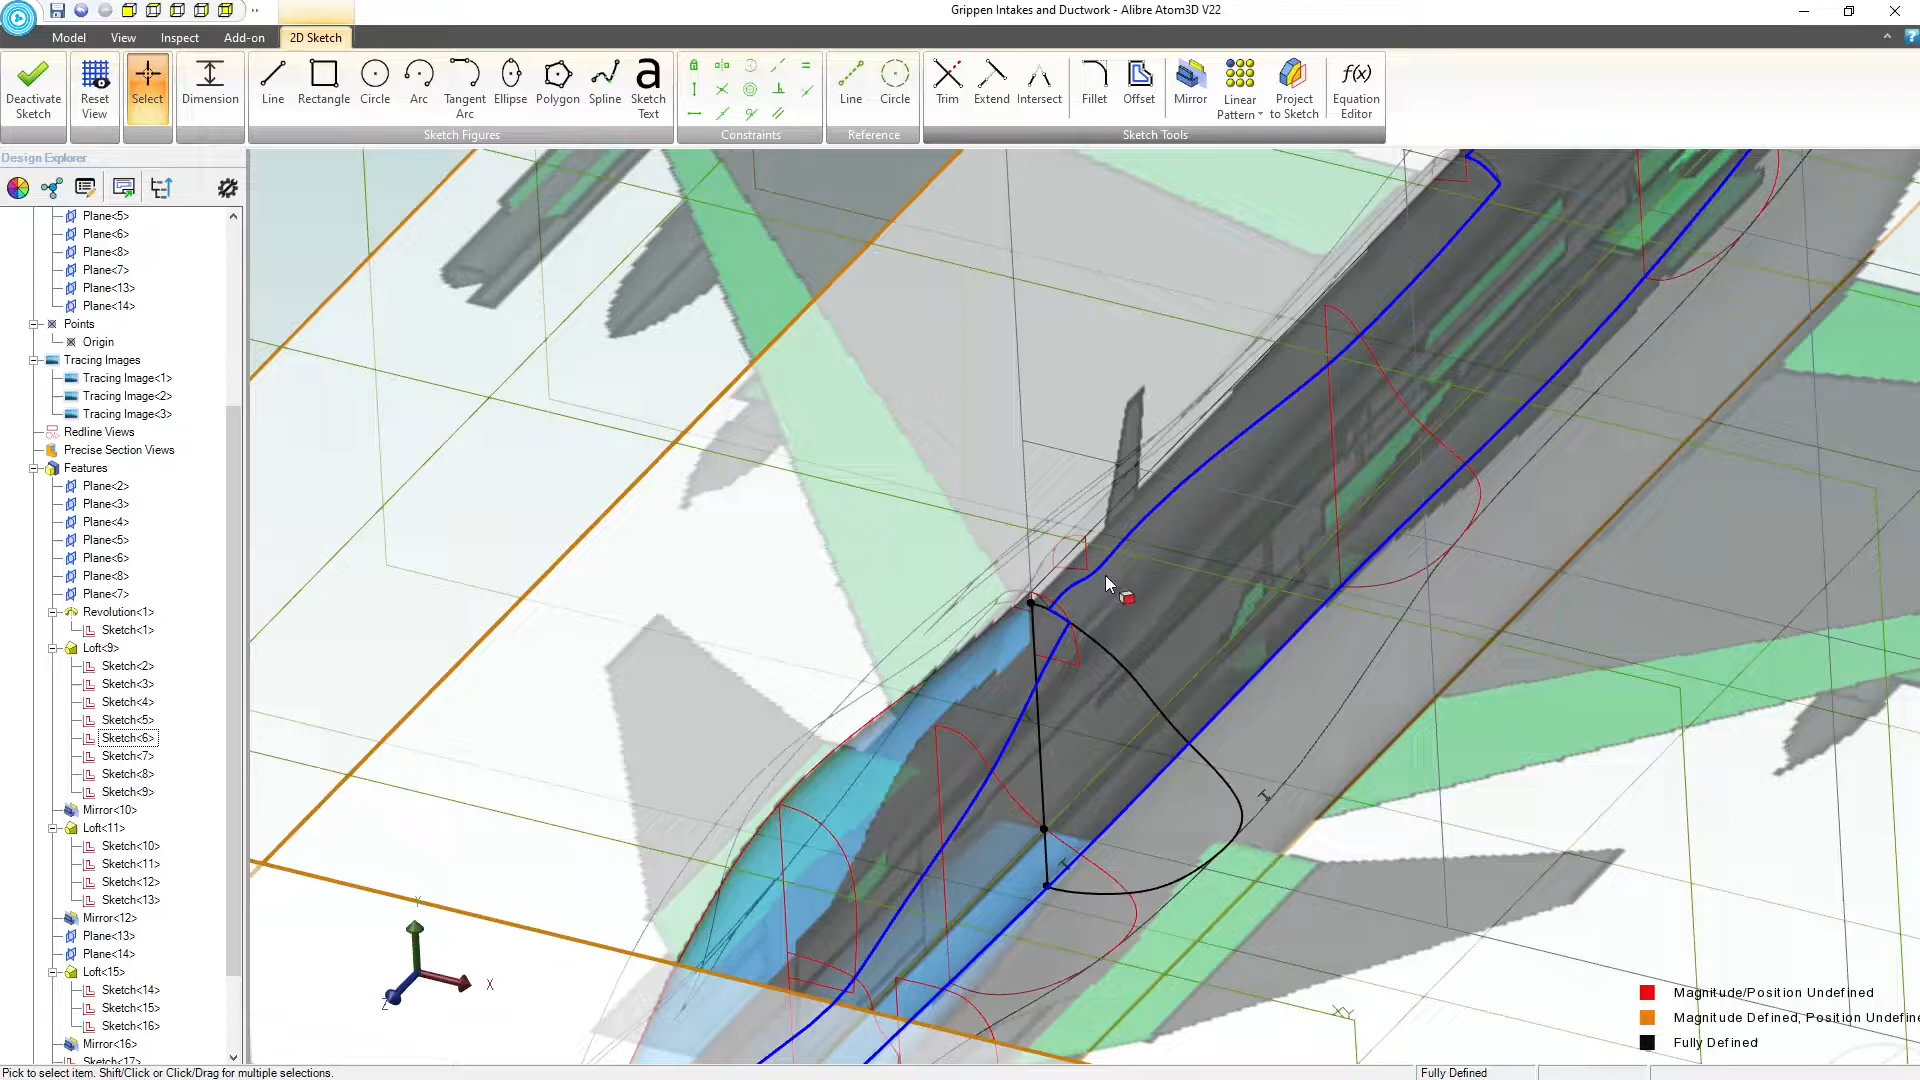 Grippen Intakes and Ductwork - Alibre Atom3D V22
Model View Inspect Add-on 2D Sketch
Deactivate Sketch
Reset View
Select
Dimension
Line
Rectangle
Circle
Arc
Tangent Arc
Ellipse
Polygon
Spline
Sketch Text
Line
Circle
Trim
Extend
Intersect
Fillet
Offset
Mirror
Linear Pattern
Project to Sketch
f(x)
Equation Editor
Sketch Figures
Constraints
Reference
Sketch Tools
Design Explorer
Plane<5>
Plane<6>
Plane<8>
Plane<7>
Plane<13>
Plane<14>
Points
Origin
Tracing Images
Tracing Image<1>
Tracing Image<2>
Tracing Image<3>
Redline Views
Precise Section Views
Features
Plane<2>
Plane<3>
Plane<4>
Plane<5>
Plane<6>
Plane<8>
Plane<7>
Revolution<1>
Sketch<1>
Loft<9>
Sketch<2>
Sketch<3>
Sketch<4>
Sketch<5>
Sketch<6>
Sketch<7>
Sketch<8>
Sketch<9>
Mirror<10>
Loft<11>
Sketch<10>
Sketch<11>
Sketch<12>
Sketch<13>
Mirror<12>
Plane<13>
Plane<14>
Loft<15>
Sketch<14>
Sketch<15>
Sketch<16>
Mirror<16>
Sketch<17>
Y
X
Z
XY
Magnitude/Position Undefined
Magnitude Defined, Position Undefine
Fully Defined
Pick to select item. Shift/Click or Click/Drag for multiple selections.
Fully Defined